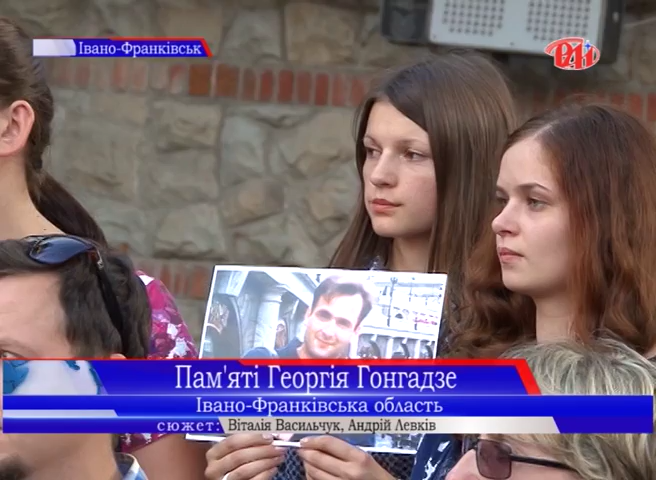 Івано-Франківськ
Пам'яті Георгія Гонгадзе
Івано-Франківська область
сюжет: Віталія Васильчук, Андрій Левків